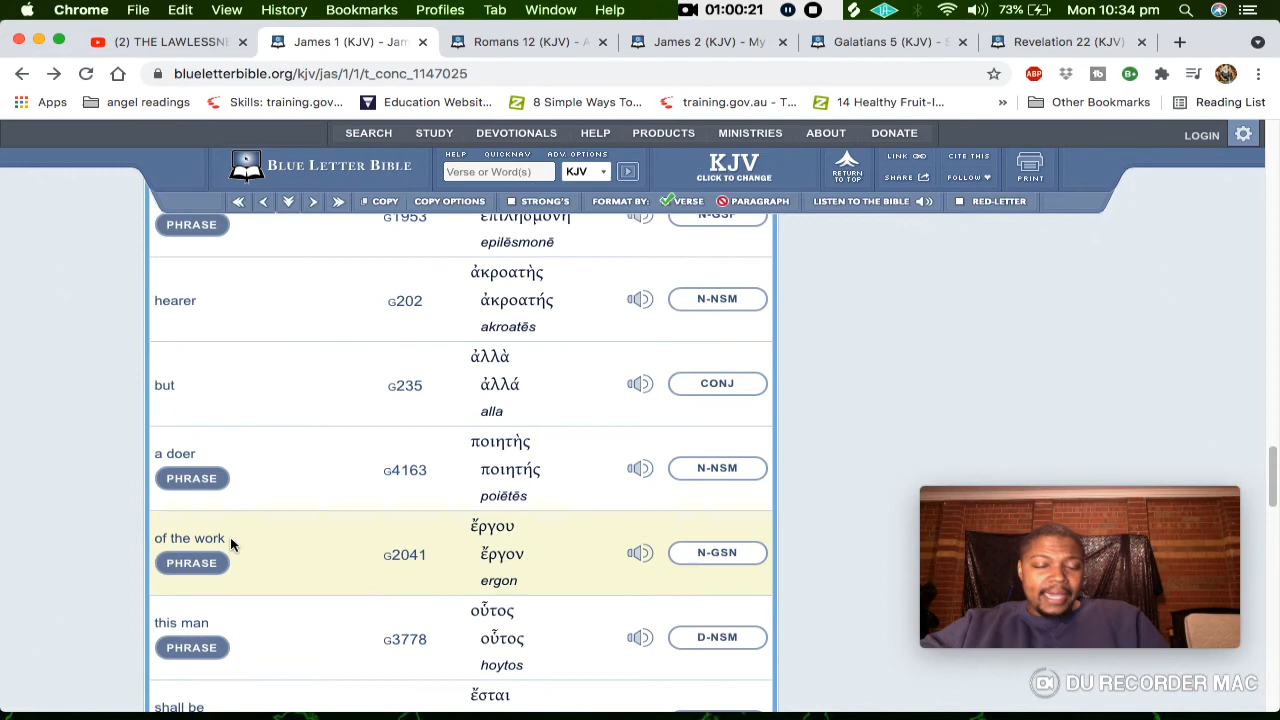 Chrome File Edit View History Bookmarks Profiles Tab Window Help 01:00:21 73% Mon 10:34 pm
(2) THE LAWLESSNE James 1 (KJV) - Jam Romans 12 (KJV) - A James 2 (KJV) - My Galatians 5 (KJV) - S Revelation 22 (KJV)
blueletterbible.org/kjv/jas/1/1/t_conc_1147025
Apps angel readings Skills: training.gov... Education Websit... 8 Simple Ways To... training.gov.au - T... 14 Healthy Fruit-I... » Other Bookmarks Reading List
SEARCH STUDY DEVOTIONALS HELP PRODUCTS MINISTRIES ABOUT DONATE LOGIN
HELP QUICKNAV ADV. OPTIONS
BLUE LETTER BIBLE
Verse or Word(s) KJV
KJV
CLICK TO CHANGE
RETURN TO TOP
LINK
SHARE
CITE THIS
FOLLOW
PRINT
COPY COPY OPTIONS STRONG'S FORMAT BY: VERSE PARAGRAPH LISTEN TO THE BIBLE RED-LETTER
PHRASE G1953 ἐπιλησμονή N-GSF
epilēsmonē
ἀκροατὴς
hearer G202 ἀκροατής N-NSM
akroatēs
ἀλλὰ
but G235 ἀλλά CONJ
alla
a doer ποιητὴς
PHRASE G4163 ποιητής N-NSM
poiētēs
of the work ἔργου
PHRASE G2041 ἔργον N-GSN
ergon
this man οὗτος
PHRASE G3778 οὗτος D-NSM
hoytos
shall be ἔσται
DU RECORDER MAC